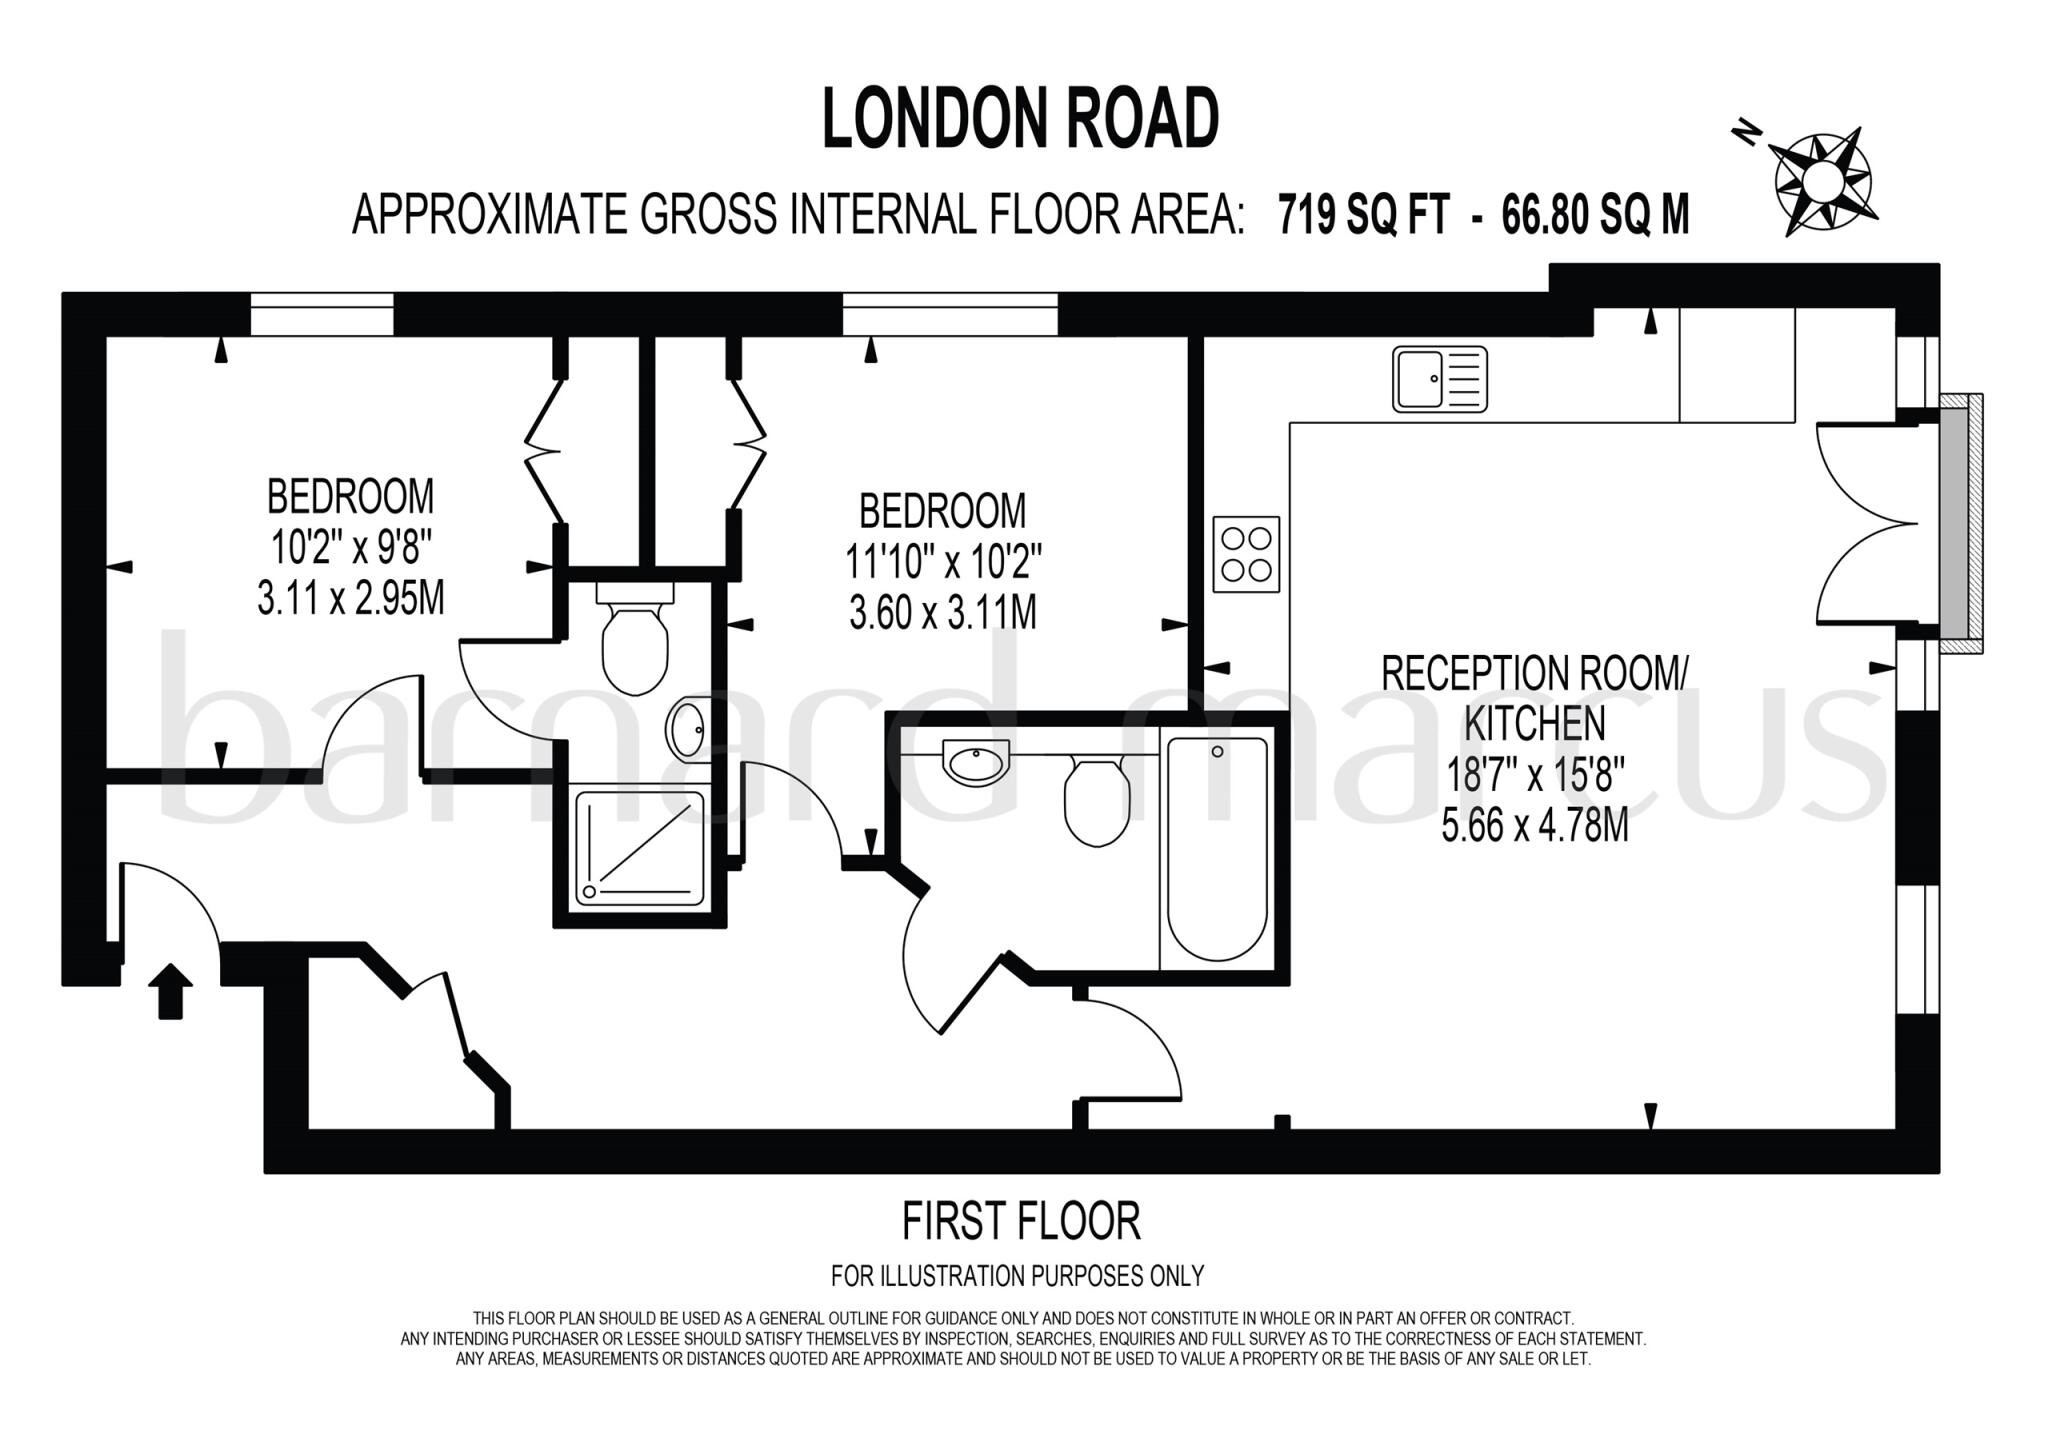 LONDON ROAD
APPROXIMATE GROSS INTERNAL FLOOR AREA: 719 SQ FT - 66.80 SQ M
N
BEDROOM
10'2" x 9'8"
3.11 x 2.95M
BEDROOM
11'10" x 10'2"
3.60 x 3.11M
RECEPTION ROOM/
KITCHEN
18'7" x 15'8"
5.66 x 4.78M
barnard marcus
FIRST FLOOR
FOR ILLUSTRATION PURPOSES ONLY
THIS FLOOR PLAN SHOULD BE USED AS A GENERAL OUTLINE FOR GUIDANCE ONLY AND DOES NOT CONSTITUTE IN WHOLE OR IN PART AN OFFER OR CONTRACT.
ANY INTENDING PURCHASER OR LESSEE SHOULD SATISFY THEMSELVES BY INSPECTION, SEARCHES, ENQUIRIES AND FULL SURVEY AS TO THE CORRECTNESS OF EACH STATEMENT.
ANY AREAS, MEASUREMENTS OR DISTANCES QUOTED ARE APPROXIMATE AND SHOULD NOT BE USED TO VALUE A PROPERTY OR BE THE BASIS OF ANY SALE OR LET.